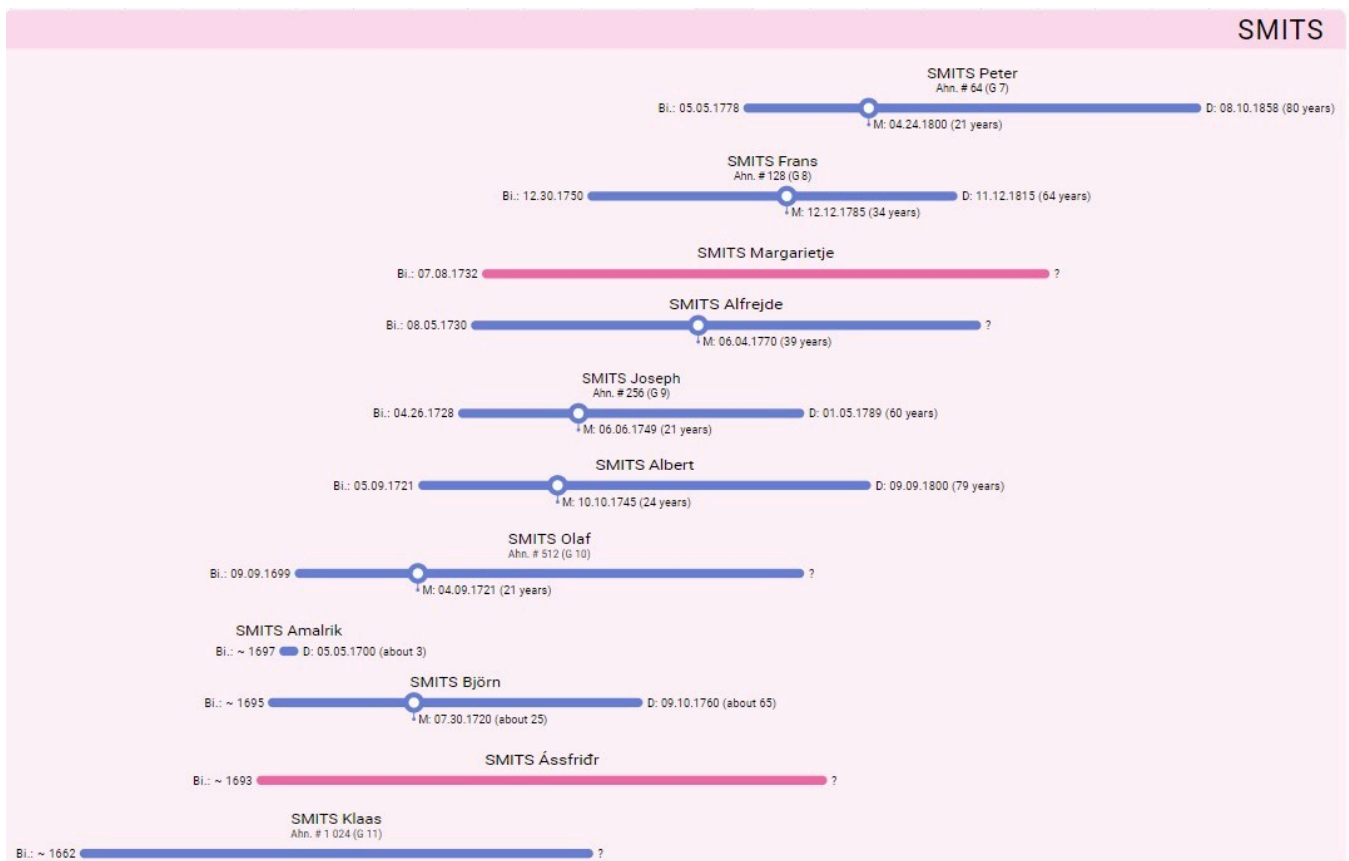 SMITS
SMITS Peter
Ahn. # 64 (G 7)
Bi.: 05.05.1778
D: 08.10.1858 (80 years)
M: 04.24.1800 (21 years)
SMITS Frans
Ahn. # 128 (G 8)
Bi.: 12.30.1750
D: 11.12.1815 (64 years)
M: 12.12.1785 (34 years)
SMITS Margarietje
Bi.: 07.08.1732
?
SMITS Alfrejde
Bi.: 08.05.1730
?
M: 06.04.1770 (39 years)
SMITS Joseph
Ahn. # 256 (G 9)
Bi.: 04.26.1728
D: 01.05.1789 (60 years)
M: 06.06.1749 (21 years)
SMITS Albert
Bi.: 05.09.1721
D: 09.09.1800 (79 years)
M: 10.10.1745 (24 years)
SMITS Olaf
Ahn. # 512 (G 10)
Bi.: 09.09.1699
?
M: 04.09.1721 (21 years)
SMITS Amalrik
Bi.: ~ 1697
D: 05.05.1700 (about 3)
SMITS Björn
Bi.: ~ 1695
D: 09.10.1760 (about 65)
M: 07.30.1720 (about 25)
SMITS Ássfriðr
Bi.: ~ 1693
?
SMITS Klaas
Ahn. # 1 024 (G 11)
Bi.: ~ 1662
?